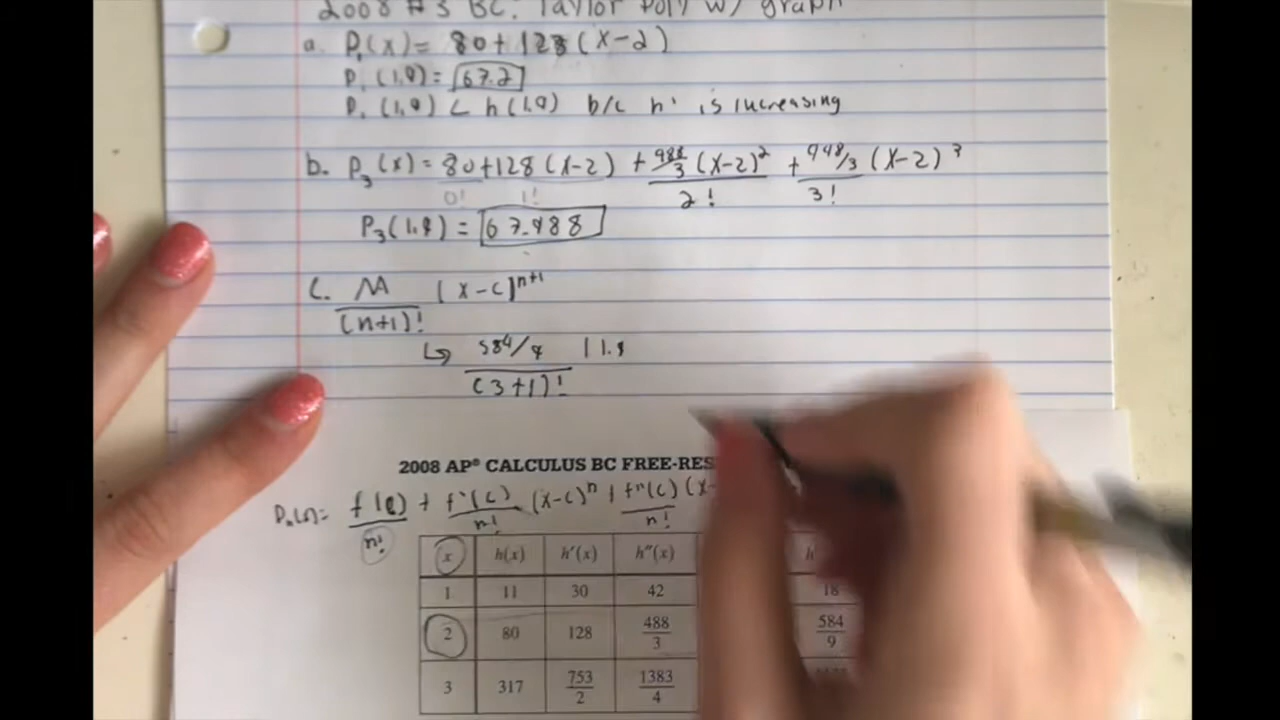 2008 #3 BC: Taylor Poly w/ graph
a. P₁(x) = 80+128(x-2)
P₁(1.9) = 67.2
P₁(1.9) < h(1.9) b/c h' is increasing
b. P₃(x) = 80+128(x-2) + 488/3 (x-2)² + 448/3 (x-2)³
0! 1! 2! 3!
P₃(1.9) = 67.988
c. M (x-c)ⁿ⁺¹
(n+1)!
↳ 584/9 | 1.9
(3+1)!
2008 AP® CALCULUS BC FREE-RES
Pₙ(x)= f(c) + f'(c) (x-c)ⁿ + f''(c) (x-
n! n! n!
x h(x) h′(x) h″(x) h
1 11 30 42 18
2 80 128 488/3 584/9
3 317 753/2 1383/4